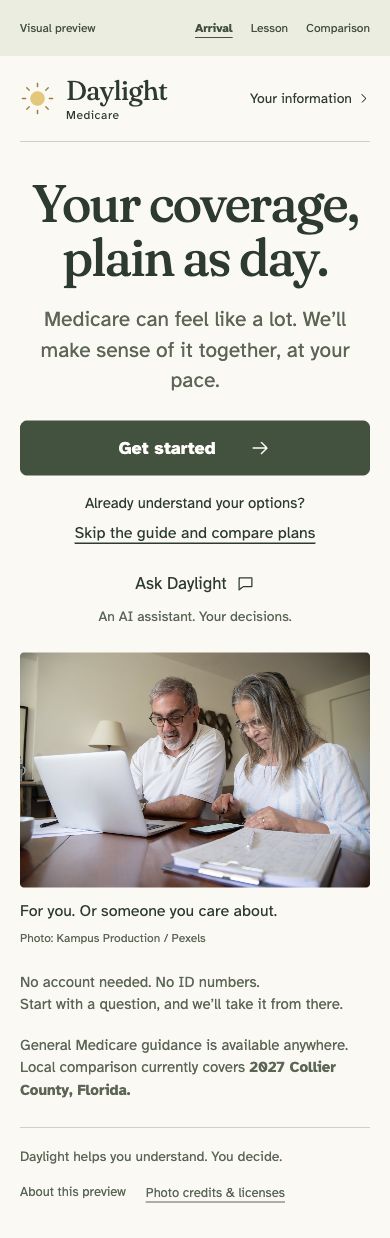 Visual preview
Arrival Lesson Comparison
Daylight
Medicare
Your information
Your coverage,
plain as day.
Medicare can feel like a lot. We’ll
make sense of it together, at your
pace.
Get started
Already understand your options?
Skip the guide and compare plans
Ask Daylight
An AI assistant. Your decisions.
For you. Or someone you care about.
Photo: Kampus Production / Pexels
No account needed. No ID numbers.
Start with a question, and we’ll take it from there.
General Medicare guidance is available anywhere.
Local comparison currently covers 2027 Collier
County, Florida.
Daylight helps you understand. You decide.
About this preview Photo credits & licenses